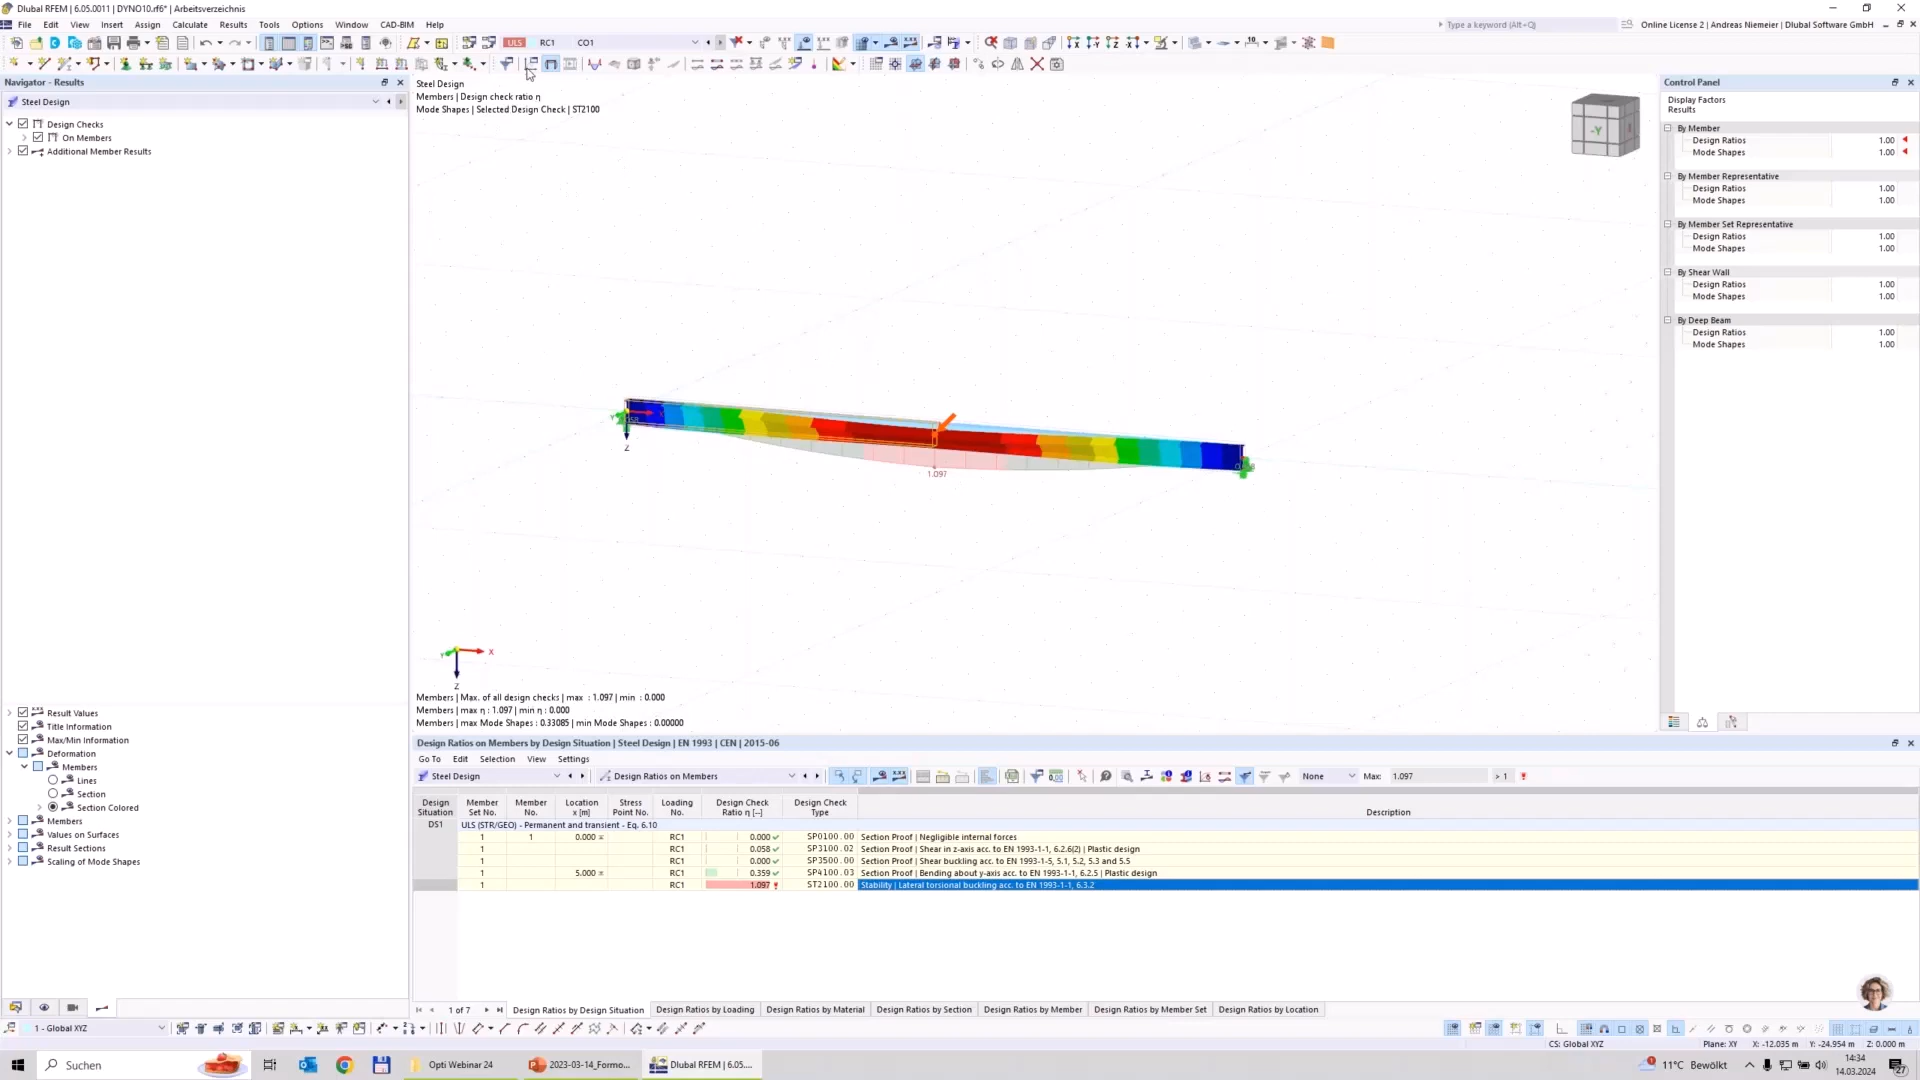 Dlubal RFEM | 6.05.0011 | DYNO10.rf6* | Arbeitsverzeichnis
File Edit View Insert Assign Calculate Results Tools Options Window CAD-BIM Help
Type a keyword (Alt+Q)
Online License 2 | Andreas Niemeier | Dlubal Software GmbH
ULS RC1 CO1
Navigator - Results
Steel Design
Design Checks
On Members
Additional Member Results
Result Values
Title Information
Max/Min Information
Deformation
Members
Lines
Section
Section Colored
Members
Values on Surfaces
Result Sections
Scaling of Mode Shapes
Steel Design
Members | Design check ratio η
Mode Shapes | Selected Design Check | ST2100
-Y
Z
1.097
X
Y
Z
Members | Max. of all design checks | max : 1.097 | min : 0.000
Members | max η : 1.097 | min η : 0.000
Members | max Mode Shapes : 0.33085 | min Mode Shapes : 0.00000
Control Panel
Display Factors
Results
By Member
Design Ratios 1.00
Mode Shapes 1.00
By Member Representative
Design Ratios 1.00
Mode Shapes 1.00
By Member Set Representative
Design Ratios 1.00
Mode Shapes 1.00
By Shear Wall
Design Ratios 1.00
Mode Shapes 1.00
By Deep Beam
Design Ratios 1.00
Mode Shapes 1.00
Design Ratios on Members by Design Situation | Steel Design | EN 1993 | CEN | 2015-06
Go To Edit Selection View Settings
Steel Design Design Ratios on Members None Max: 1.097 > 1
Design Member Member Location Stress Loading Design Check Design Check
Situation Set No. No. x [m] Point No. No. Ratio η [--] Type Description
DS1 ULS (STR/GEO) - Permanent and transient - Eq. 6.10
1 1 0.000 RC1 0.000 SP0100.00 Section Proof | Negligible internal forces
1 RC1 0.058 SP3100.02 Section Proof | Shear in z-axis acc. to EN 1993-1-1, 6.2.6(2) | Plastic design
1 RC1 0.000 SP3500.00 Section Proof | Shear buckling acc. to EN 1993-1-5, 5.1, 5.2, 5.3 and 5.5
1 5.000 RC1 0.359 SP4100.03 Section Proof | Bending about y-axis acc. to EN 1993-1-1, 6.2.5 | Plastic design
1 RC1 1.097 ST2100.00 Stability | Lateral torsional buckling acc. to EN 1993-1-1, 6.3.2
1 of 7 Design Ratios by Design Situation Design Ratios by Loading Design Ratios by Material Design Ratios by Section Design Ratios by Member Design Ratios by Member Set Design Ratios by Location
1 - Global XYZ
CS: Global XYZ Plane: XY X: -12.035 m Y: -24.954 m Z: 0.000 m
Suchen Opti Webinar 24 2023-03-14_Formo... Dlubal RFEM | 6.05.... 11°C Bewölkt 14:34
14.03.2024
27